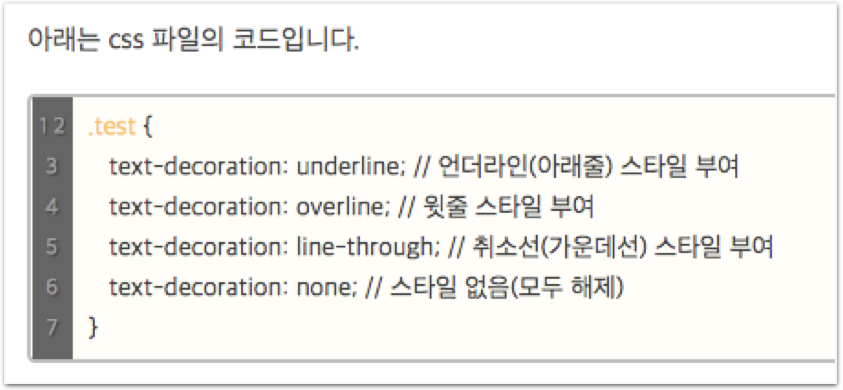 아래는 css 파일의 코드입니다.
1 2 .test {
3 text-decoration: underline; // 언더라인(아래줄) 스타일 부여
4 text-decoration: overline; // 윗줄 스타일 부여
5 text-decoration: line-through; // 취소선(가운데선) 스타일 부여
6 text-decoration: none; // 스타일 없음(모두 해제)
7 }